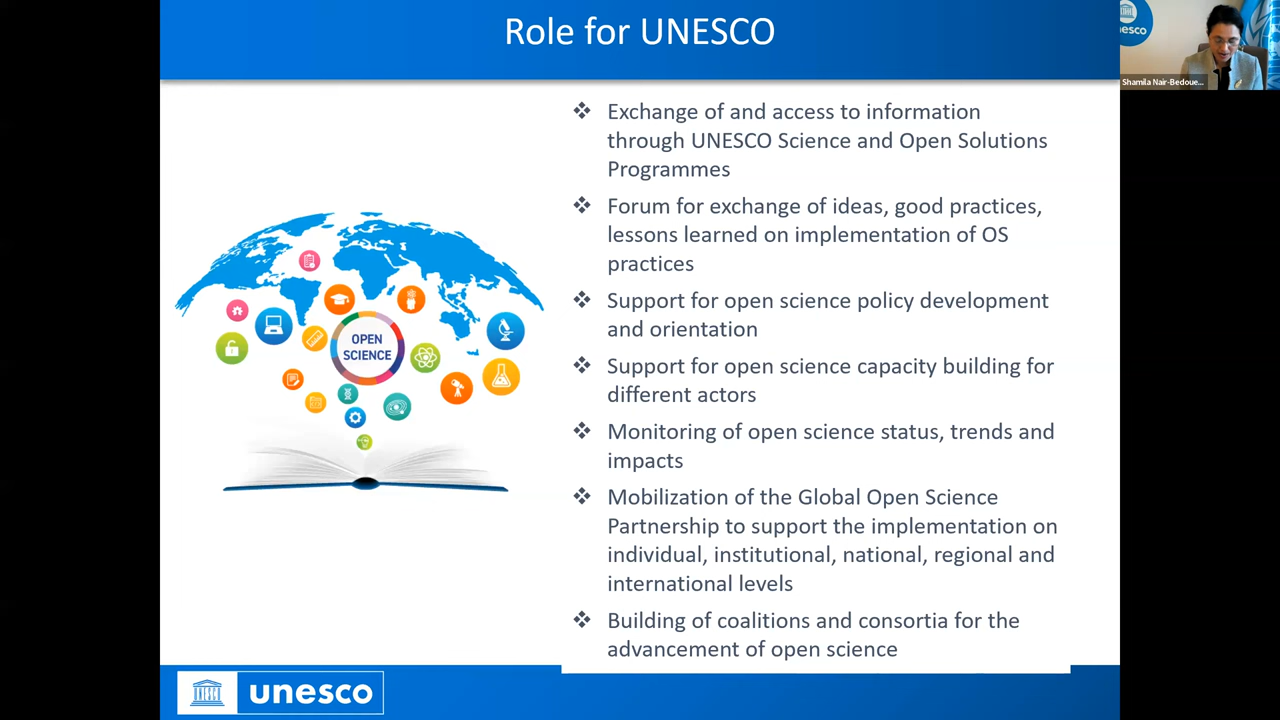 Role for UNESCO
unesco
Shamila Nair-Bedoue...
❖ Exchange of and access to information
through UNESCO Science and Open Solutions
Programmes
❖ Forum for exchange of ideas, good practices,
lessons learned on implementation of OS
practices
❖ Support for open science policy development
and orientation
❖ Support for open science capacity building for
different actors
❖ Monitoring of open science status, trends and
impacts
❖ Mobilization of the Global Open Science
Partnership to support the implementation on
individual, institutional, national, regional and
international levels
❖ Building of coalitions and consortia for the
advancement of open science
OPEN
SCIENCE
unesco